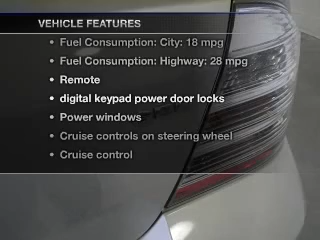 VEHICLE FEATURES
• Fuel Consumption: City: 18 mpg
• Fuel Consumption: Highway: 28 mpg
• Remote
• digital keypad power door locks
• Power windows
• Cruise controls on steering wheel
• Cruise control